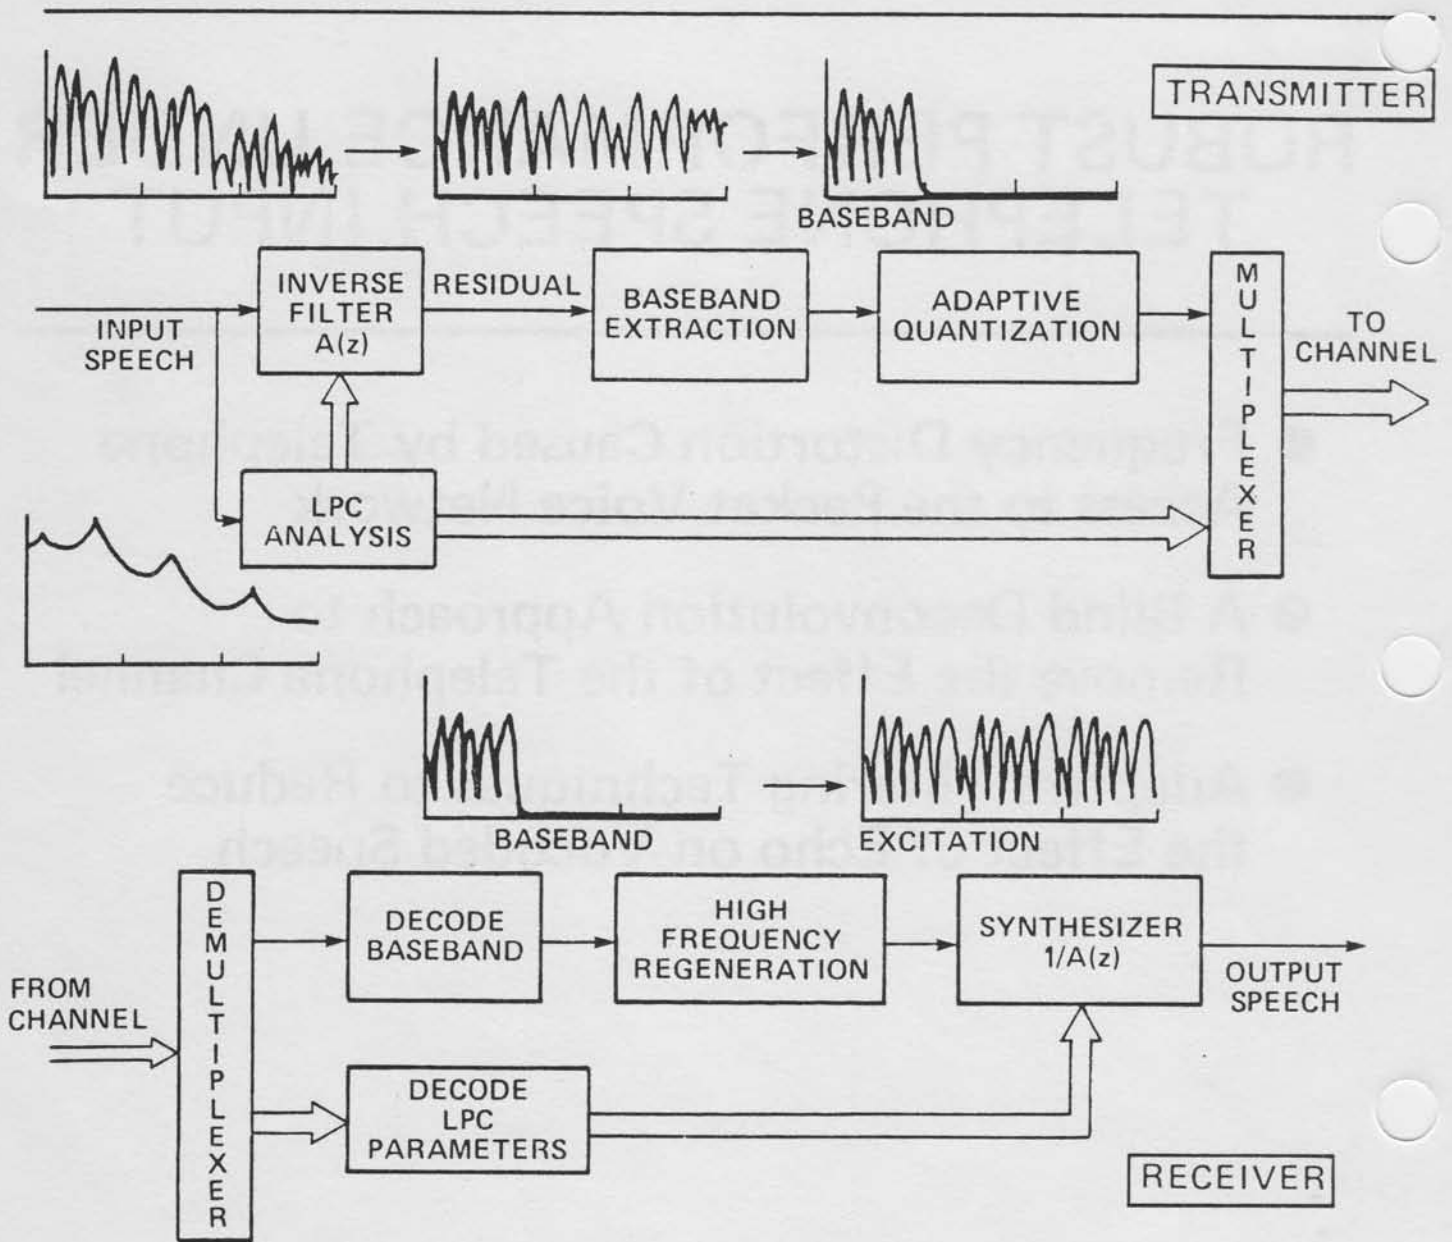 TRANSMITTER
BASEBAND
INPUT
SPEECH
INVERSE
FILTER
A(z)
RESIDUAL
BASEBAND
EXTRACTION
ADAPTIVE
QUANTIZATION
MULTIPLEXER
TO
CHANNEL
LPC
ANALYSIS
BASEBAND
EXCITATION
FROM
CHANNEL
DEMULTIPLEXER
DECODE
BASEBAND
HIGH
FREQUENCY
REGENERATION
SYNTHESIZER
1/A(z)
OUTPUT
SPEECH
DECODE
LPC
PARAMETERS
RECEIVER